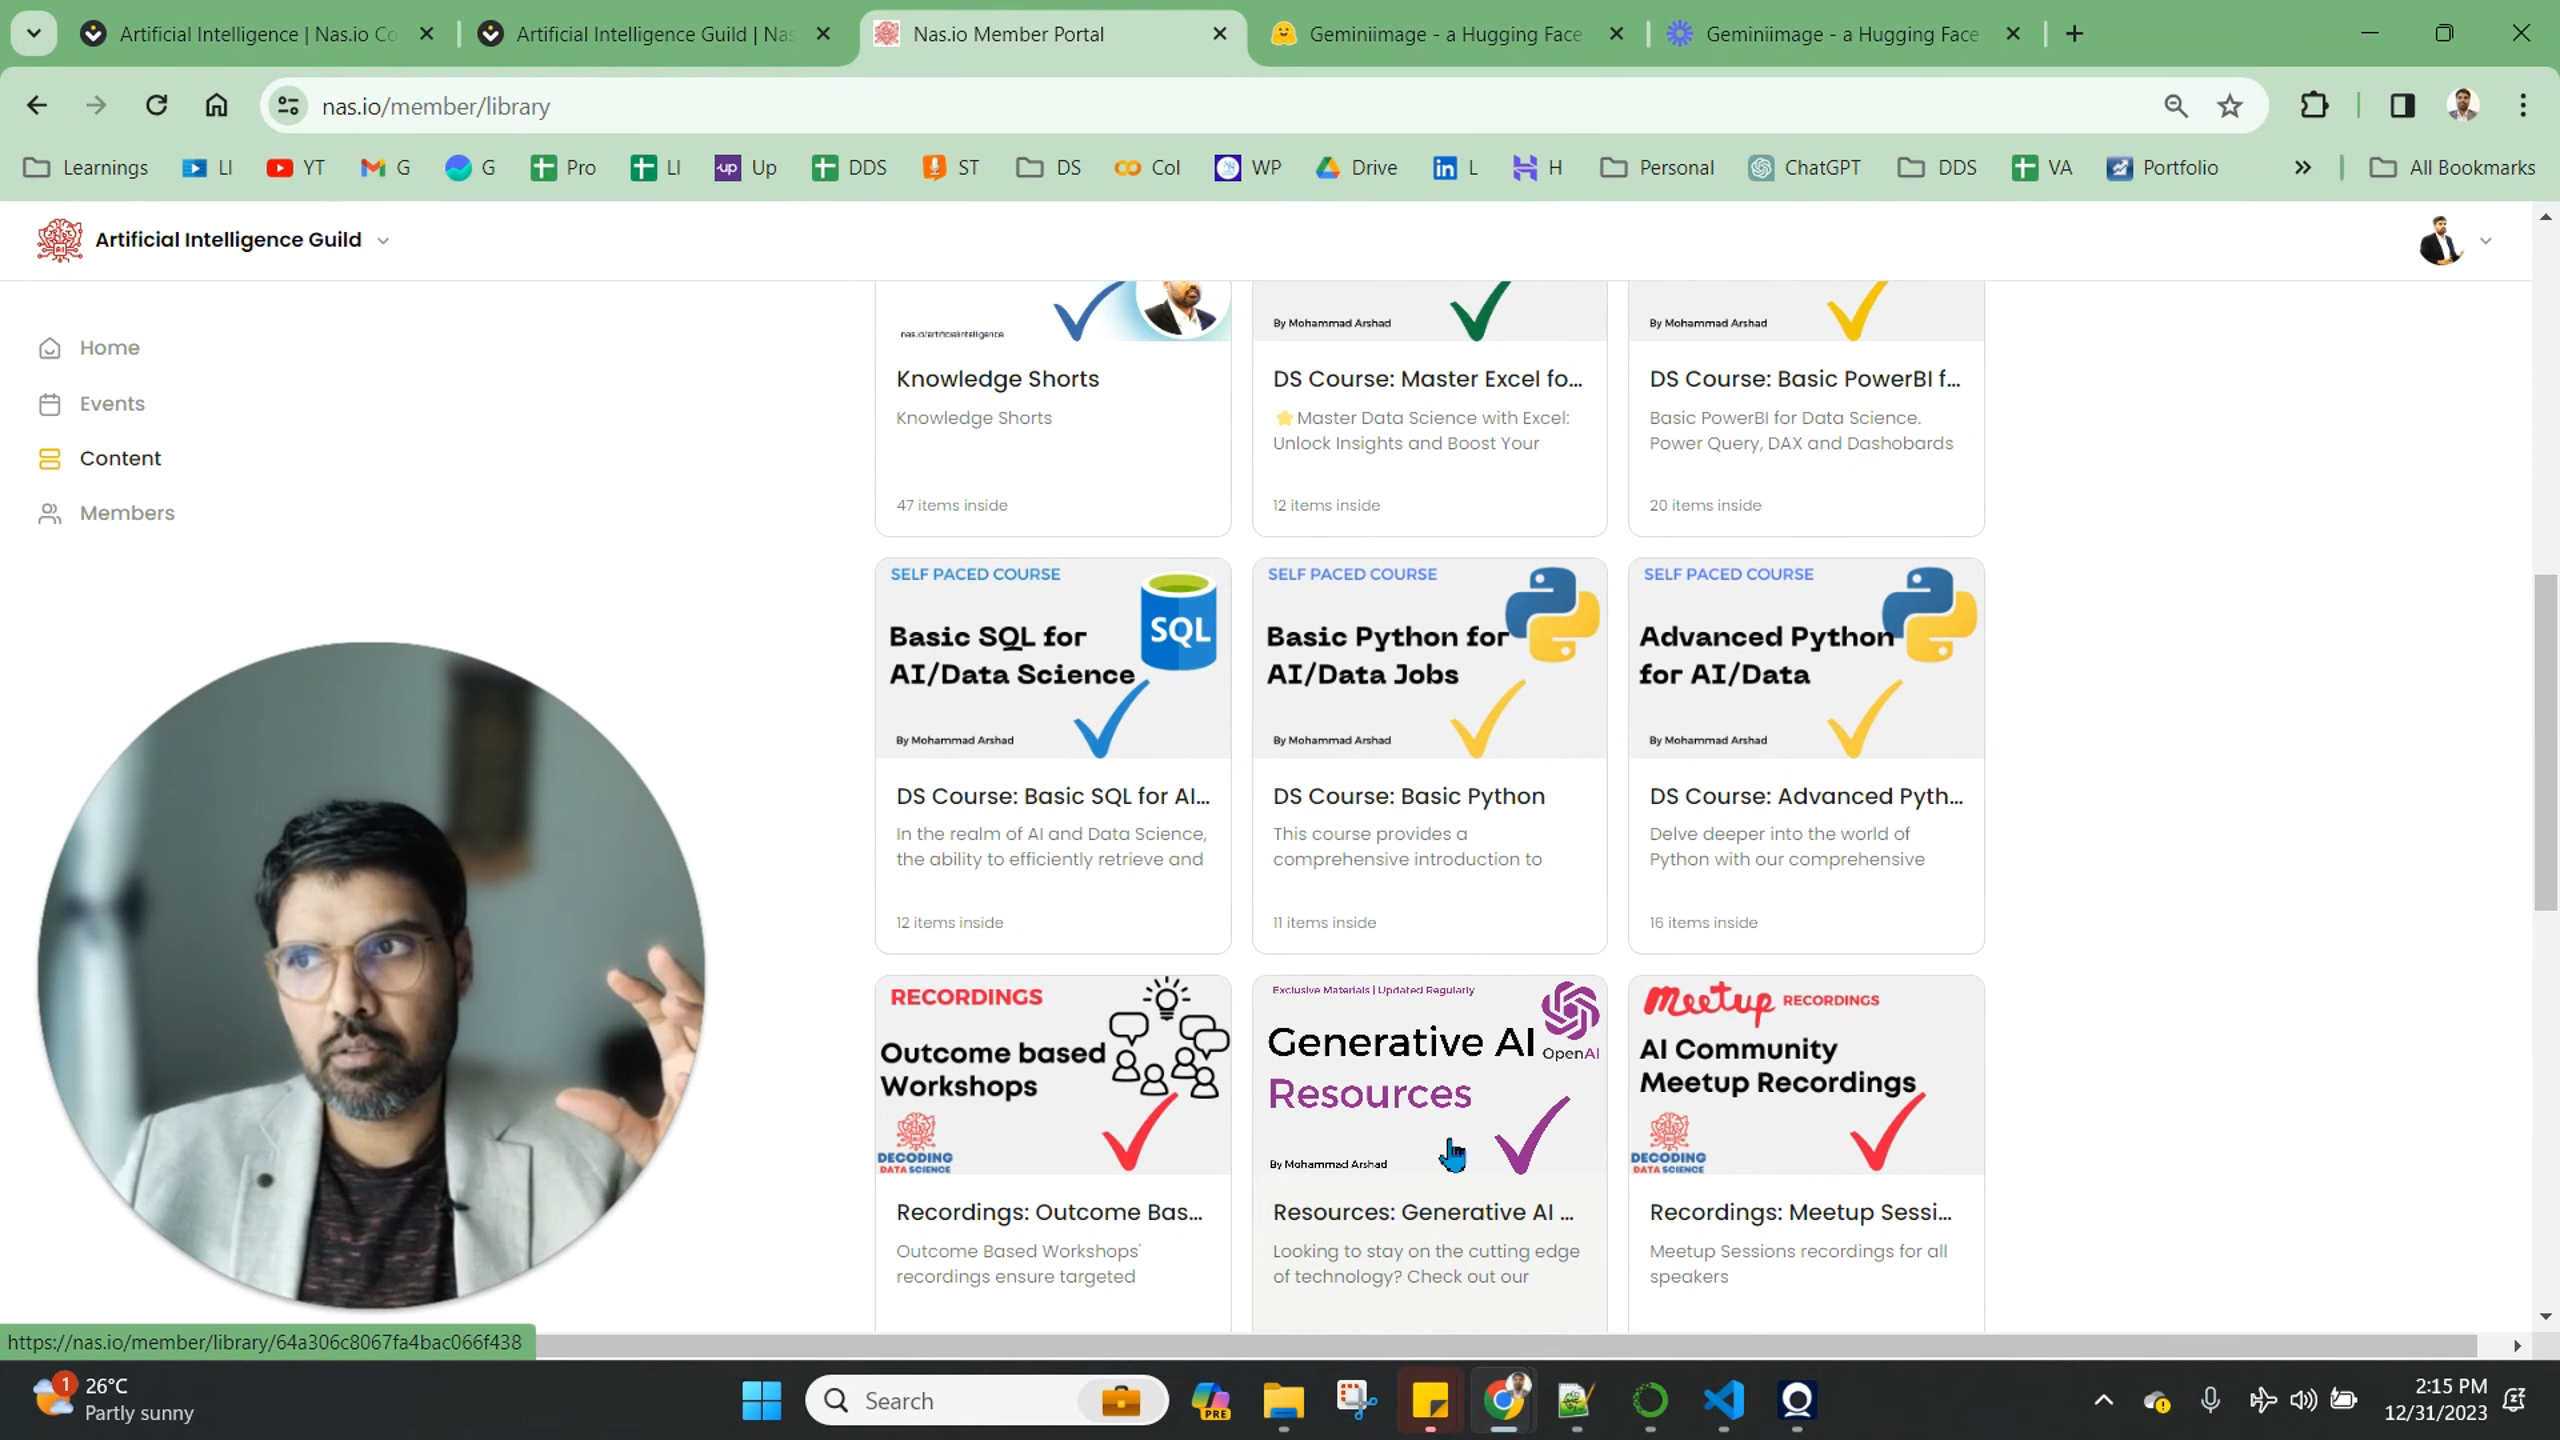 Artificial Intelligence | Nas.io Co
Artificial Intelligence Guild | Nas
Nas.io Member Portal
Geminiimage - a Hugging Face
Geminiimage - a Hugging Face
nas.io/member/library
Learnings
LI
YT
G
G
Pro
LI
Up
DDS
ST
DS
Col
WP
Drive
L
H
Personal
ChatGPT
DDS
VA
Portfolio
All Bookmarks
Artificial Intelligence Guild
Home
Events
Content
Members
nas.io/artificialintelligence
Knowledge Shorts
Knowledge Shorts
47 items inside
By Mohammad Arshad
DS Course: Master Excel fo...
⭐Master Data Science with Excel:
Unlock Insights and Boost Your
12 items inside
By Mohammad Arshad
DS Course: Basic PowerBI f...
Basic PowerBI for Data Science.
Power Query, DAX and Dashobards
20 items inside
SELF PACED COURSE
SQL
Basic SQL for
AI/Data Science
By Mohammad Arshad
DS Course: Basic SQL for AI...
In the realm of AI and Data Science,
the ability to efficiently retrieve and
12 items inside
SELF PACED COURSE
Basic Python for
AI/Data Jobs
By Mohammad Arshad
DS Course: Basic Python
This course provides a
comprehensive introduction to
11 items inside
SELF PACED COURSE
Advanced Python
for AI/Data
By Mohammad Arshad
DS Course: Advanced Pyth...
Delve deeper into the world of
Python with our comprehensive
16 items inside
RECORDINGS
Outcome based
Workshops
DECODING
DATA SCIENCE
Recordings: Outcome Bas...
Outcome Based Workshops'
recordings ensure targeted
Exclusive Materials | Updated Regularly
Generative AI
OpenAI
Resources
By Mohammad Arshad
Resources: Generative AI ...
Looking to stay on the cutting edge
of technology? Check out our
Meetup RECORDINGS
AI Community
Meetup Recordings
DECODING
DATA SCIENCE
Recordings: Meetup Sessi...
Meetup Sessions recordings for all
speakers
https://nas.io/member/library/64a306c8067fa4bac066f438
1
26°C
Partly sunny
Search
PRE
2:15 PM
12/31/2023